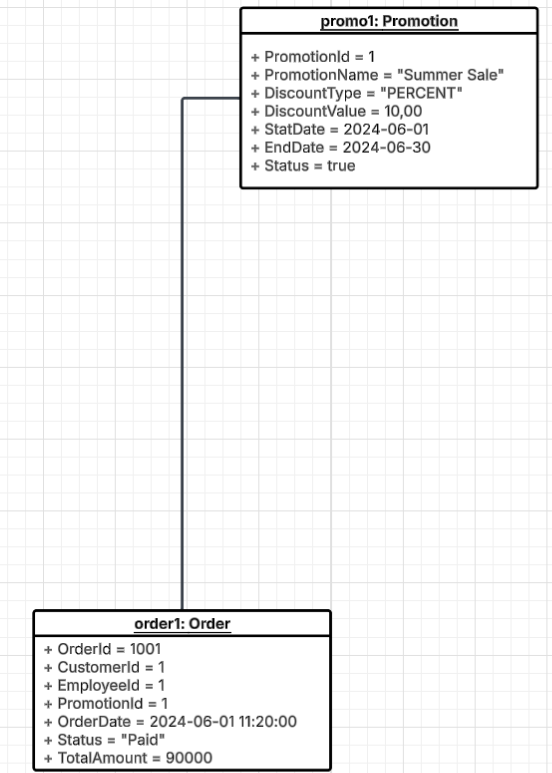 promo1: Promotion
+ PromotionId = 1
+ PromotionName = "Summer Sale"
+ DiscountType = "PERCENT"
+ DiscountValue = 10,00
+ StatDate = 2024-06-01
+ EndDate = 2024-06-30
+ Status = true
order1: Order
+ OrderId = 1001
+ CustomerId = 1
+ EmployeeId = 1
+ PromotionId = 1
+ OrderDate = 2024-06-01 11:20:00
+ Status = "Paid"
+ TotalAmount = 90000